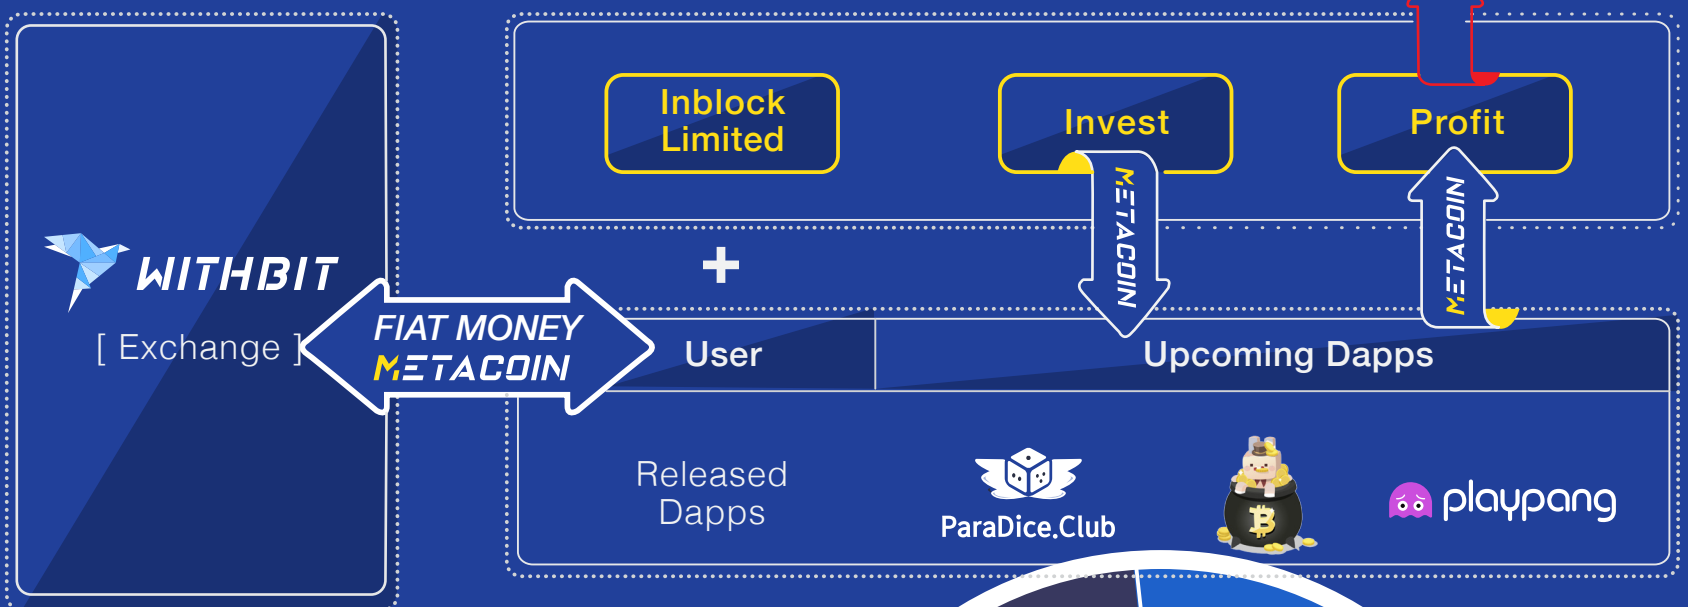 WITHBIT
[ Exchange ]
FIAT MONEY
METACOIN
Inblock
Limited
Invest
Profit
METACOIN
METACOIN
+
User
Upcoming Dapps
Released
Dapps
ParaDice.Club
B
playpang